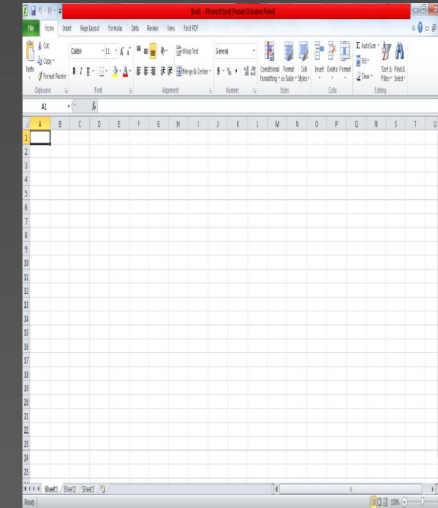 Book1 - Microsoft Excel (Product Activation Failed)
File Home Insert Page Layout Formulas Data Review View Foxit PDF
Cut
Copy
Format Painter
Paste
Clipboard
Calibri 11
B I U
Font
Wrap Text
Merge & Center
Alignment
General
$ % ,
Number
Conditional Formatting
Format as Table
Cell Styles
Styles
Insert Delete Format
Cells
AutoSum
Fill
Clear
Sort & Filter
Find & Select
Editing
A1 fx
A B C D E F G H I J K L M N O P Q R S T U
1
2
3
4
5
6
7
8
9
10
11
12
13
14
15
16
17
18
19
20
21
22
23
24
25
Sheet1 Sheet2 Sheet3
Ready 100%